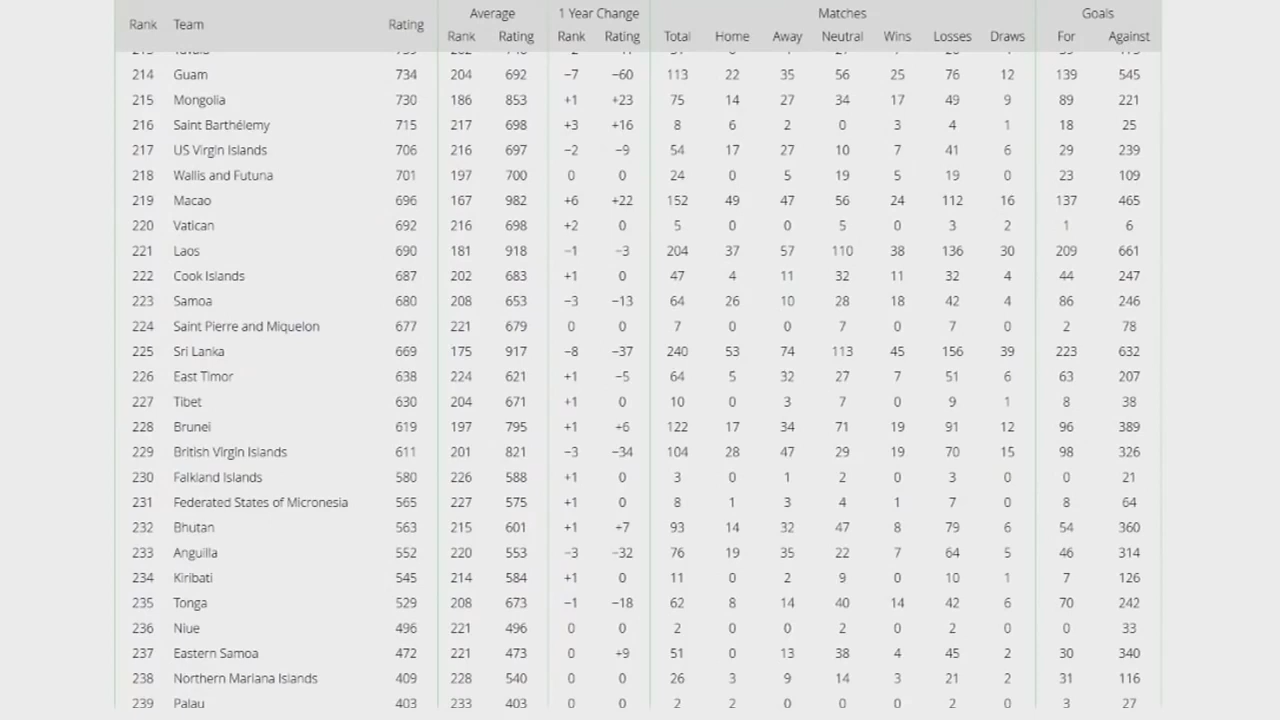 Average 1 Year Change Matches Goals
Rank Team Rating Rank Rating Rank Rating Total Home Away Neutral Wins Losses Draws For Against
214 Guam 734 204 692 −7 −60 113 22 35 56 25 76 12 139 545
215 Mongolia 730 186 853 +1 +23 75 14 27 34 17 49 9 89 221
216 Saint Barthélemy 715 217 698 +3 +16 8 6 2 0 3 4 1 18 25
217 US Virgin Islands 706 216 697 −2 −9 54 17 27 10 7 41 6 29 239
218 Wallis and Futuna 701 197 700 0 0 24 0 5 19 5 19 0 23 109
219 Macao 696 167 982 +6 +22 152 49 47 56 24 112 16 137 465
220 Vatican 692 216 698 +2 0 5 0 0 5 0 3 2 1 6
221 Laos 690 181 918 −1 −3 204 37 57 110 38 136 30 209 661
222 Cook Islands 687 202 683 +1 0 47 4 11 32 11 32 4 44 247
223 Samoa 680 208 653 −3 −13 64 26 10 28 18 42 4 86 246
224 Saint Pierre and Miquelon 677 221 679 0 0 7 0 0 7 0 7 0 2 78
225 Sri Lanka 669 175 917 −8 −37 240 53 74 113 45 156 39 223 632
226 East Timor 638 224 621 +1 −5 64 5 32 27 7 51 6 63 207
227 Tibet 630 204 671 +1 0 10 0 3 7 0 9 1 8 38
228 Brunei 619 197 795 +1 +6 122 17 34 71 19 91 12 96 389
229 British Virgin Islands 611 201 821 −3 −34 104 28 47 29 19 70 15 98 326
230 Falkland Islands 580 226 588 +1 0 3 0 1 2 0 3 0 0 21
231 Federated States of Micronesia 565 227 575 +1 0 8 1 3 4 1 7 0 8 64
232 Bhutan 563 215 601 +1 +7 93 14 32 47 8 79 6 54 360
233 Anguilla 552 220 553 −3 −32 76 19 35 22 7 64 5 46 314
234 Kiribati 545 214 584 +1 0 11 0 2 9 0 10 1 7 126
235 Tonga 529 208 673 −1 −18 62 8 14 40 14 42 6 70 242
236 Niue 496 221 496 0 0 2 0 0 2 0 2 0 0 33
237 Eastern Samoa 472 221 473 0 +9 51 0 13 38 4 45 2 30 340
238 Northern Mariana Islands 409 228 540 0 0 26 3 9 14 3 21 2 31 116
239 Palau 403 233 403 0 0 2 2 0 0 0 2 0 3 27